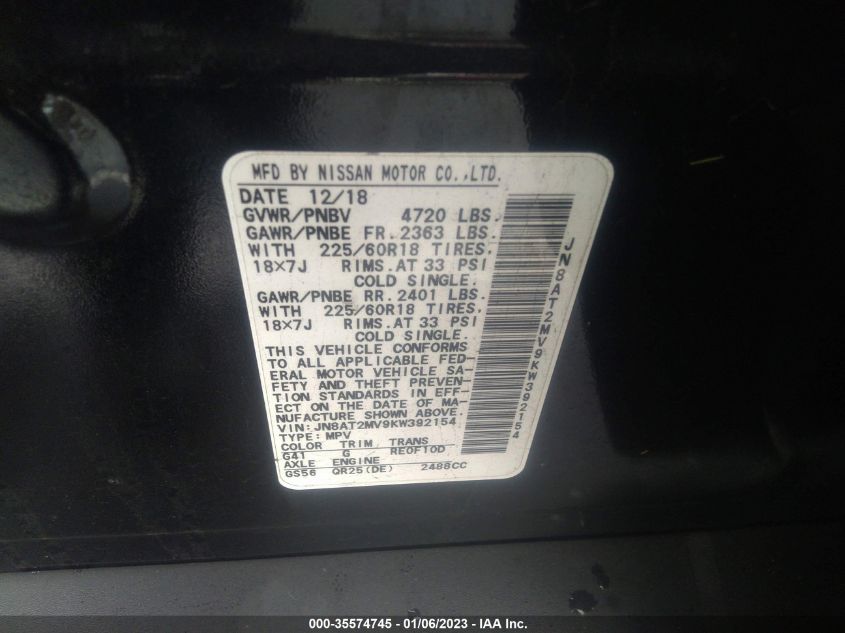 MFD BY NISSAN MOTOR CO.,LTD.
DATE 12/18
GVWR/PNBV 4720 LBS.
GAWR/PNBE FR.2363 LBS.
WITH 225/60R18 TIRES.
18×7J RIMS.AT 33 PSI
COLD SINGLE.
GAWR/PNBE RR.2401 LBS.
WITH 225/60R18 TIRES.
18×7J RIMS.AT 33 PSI
COLD SINGLE.
THIS VEHICLE CONFORMS
TO ALL APPLICABLE FED-
ERAL MOTOR VEHICLE SA-
FETY AND THEFT PREVEN-
TION STANDARDS IN EFF-
ECT ON THE DATE OF MA-
NUFACTURE SHOWN ABOVE.
VIN:JN8AT2MV9KW392154
TYPE:MPV
COLOR TRIM TRANS
G41 G RE0F10D
AXLE ENGINE
GS56 QR25(DE) 2488CC
JN8AT2MV9KW392154
000-35574745 — 01/06/2023 — IAA Inc.